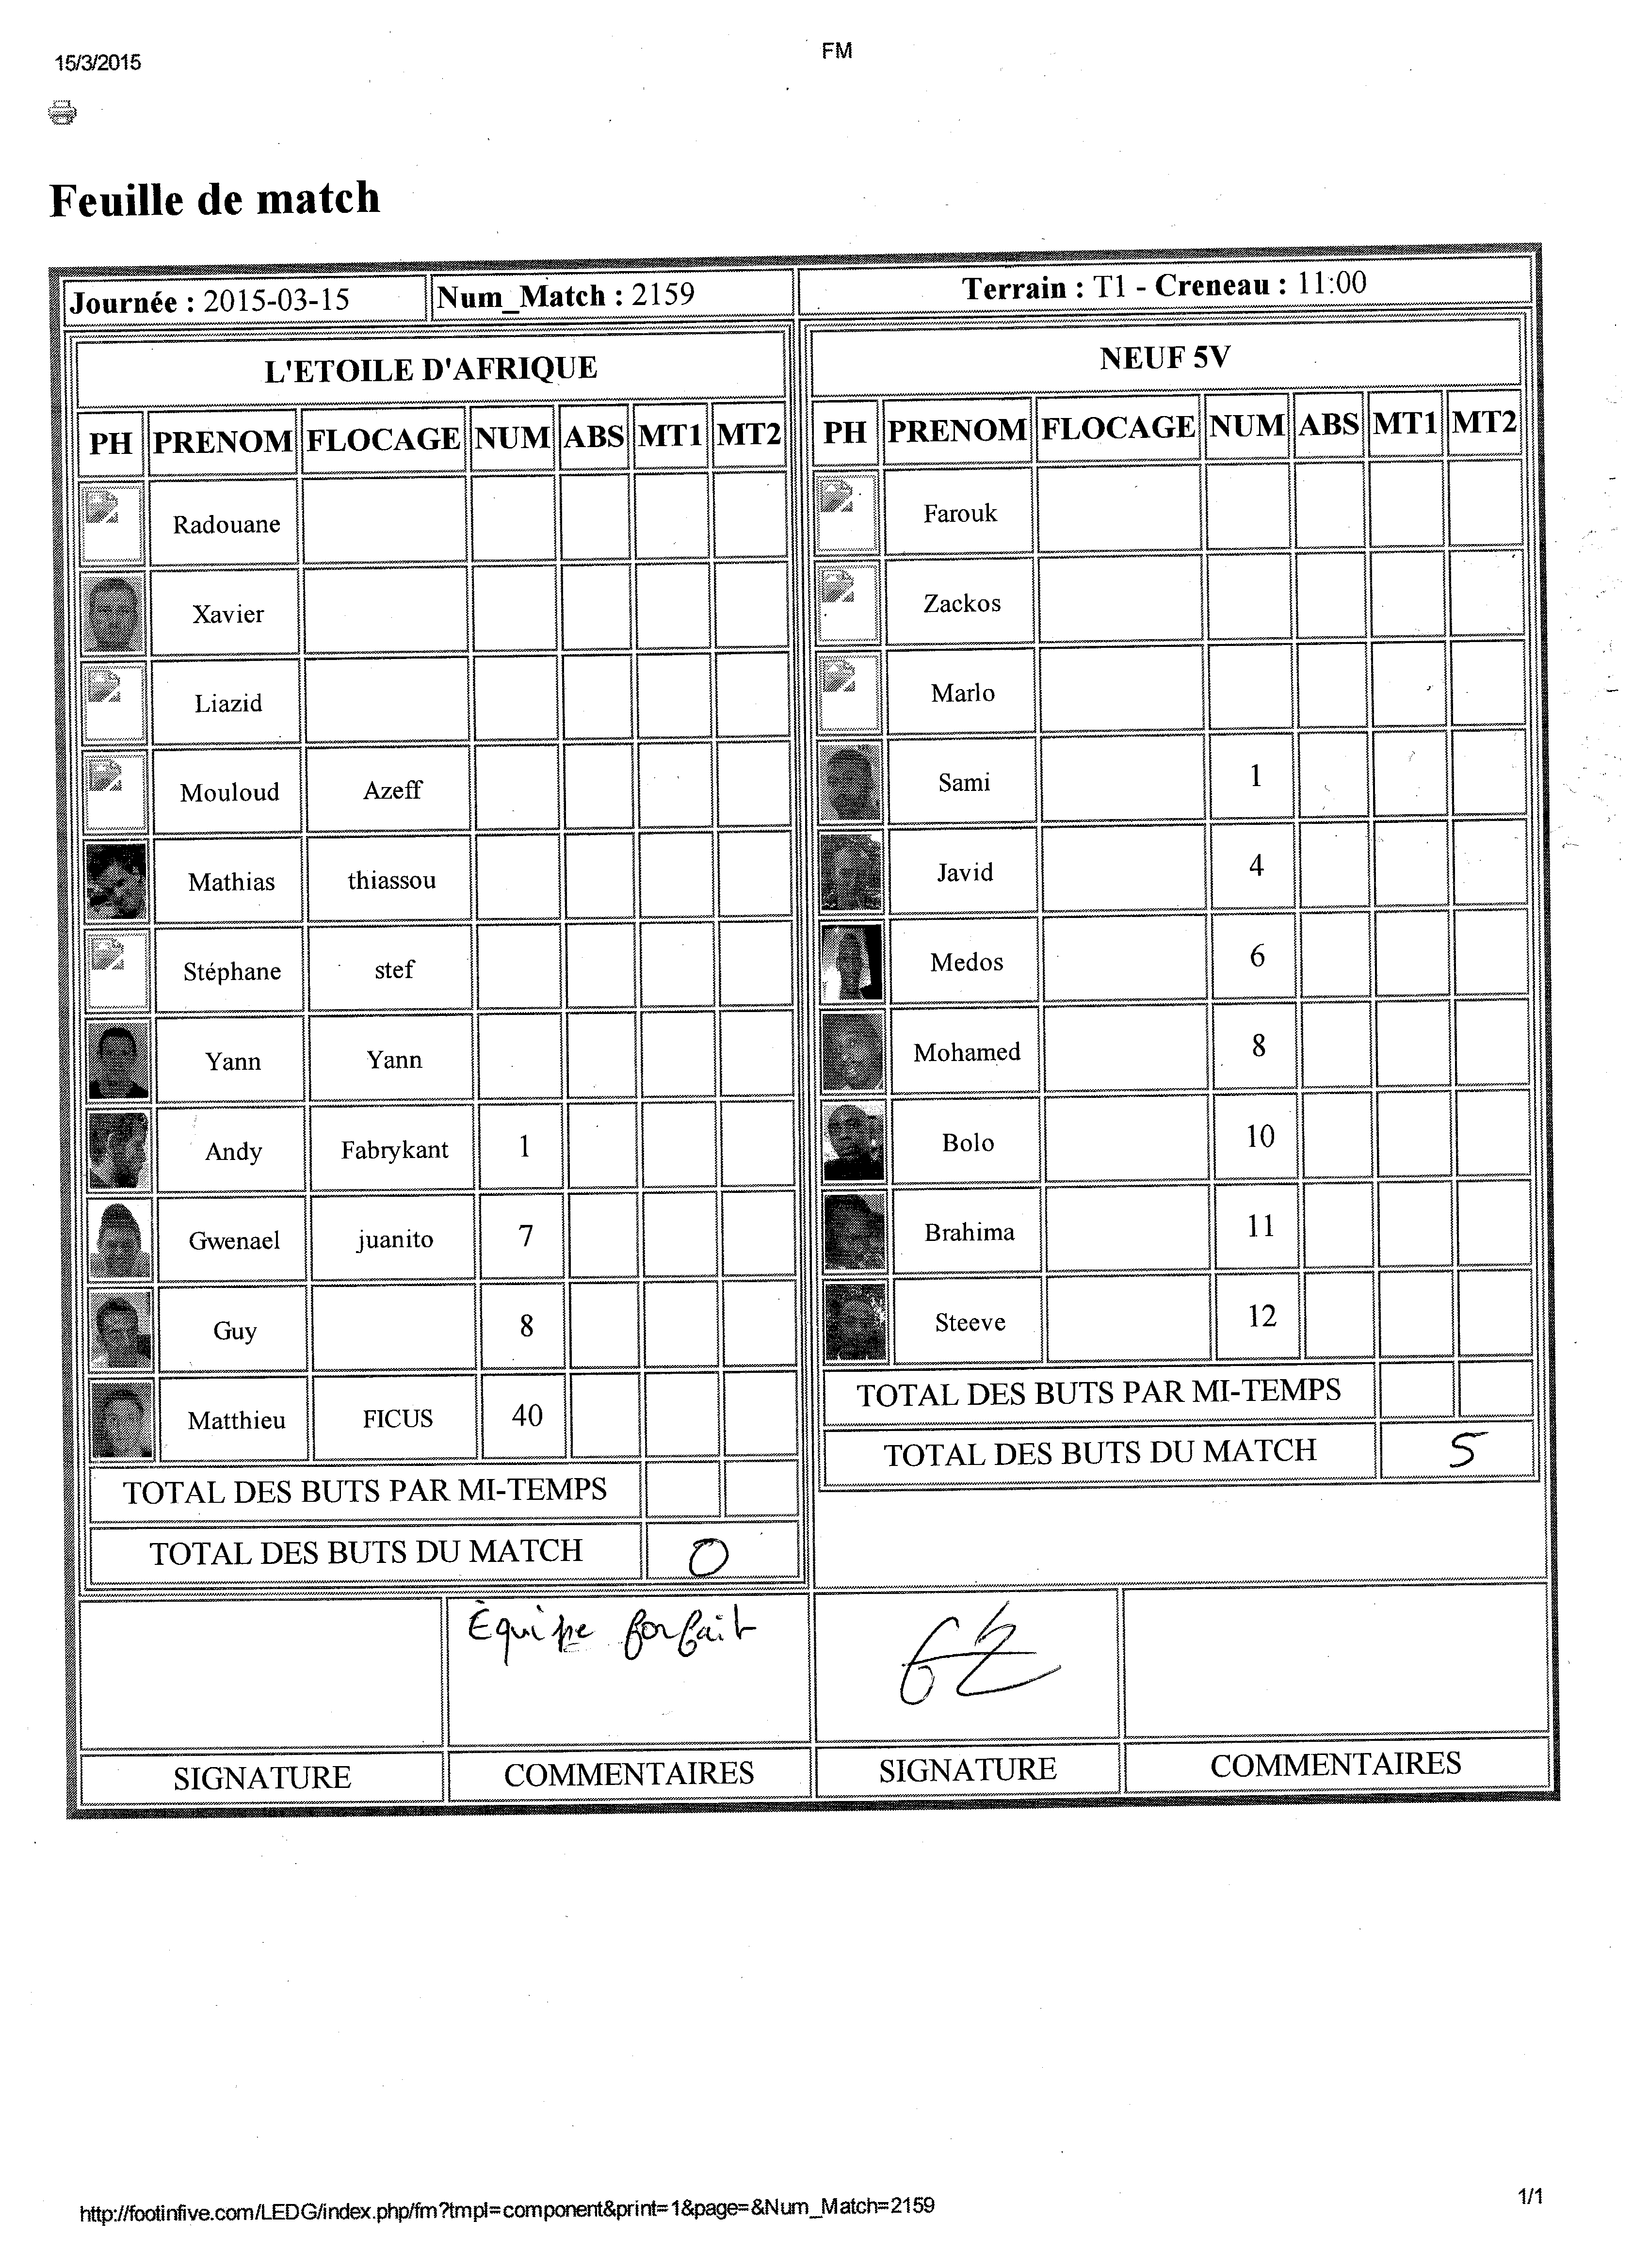 15/3/2015
FM
Feuille de match
Journée : 2015-03-15 Num_Match : 2159 Terrain : T1 - Creneau : 11:00
L'ETOILE D'AFRIQUE
PH PRENOM FLOCAGE NUM ABS MT1 MT2
Radouane
Xavier
Liazid
Mouloud Azeff
Mathias thiassou
Stéphane stef
Yann Yann
Andy Fabrykant 1
Gwenael juanito 7
Guy 8
Matthieu FICUS 40
TOTAL DES BUTS PAR MI-TEMPS
TOTAL DES BUTS DU MATCH 0
NEUF 5V
PH PRENOM FLOCAGE NUM ABS MT1 MT2
Farouk
Zackos
Marlo
Sami 1
Javid 4
Medos 6
Mohamed 8
Bolo 10
Brahima 11
Steeve 12
TOTAL DES BUTS PAR MI-TEMPS
TOTAL DES BUTS DU MATCH 5
Équipe forfait
SIGNATURE COMMENTAIRES SIGNATURE COMMENTAIRES
http://footinfive.com/LEDG/index.php/fm?tmpl=component&print=1&page=&Num_Match=2159
1/1